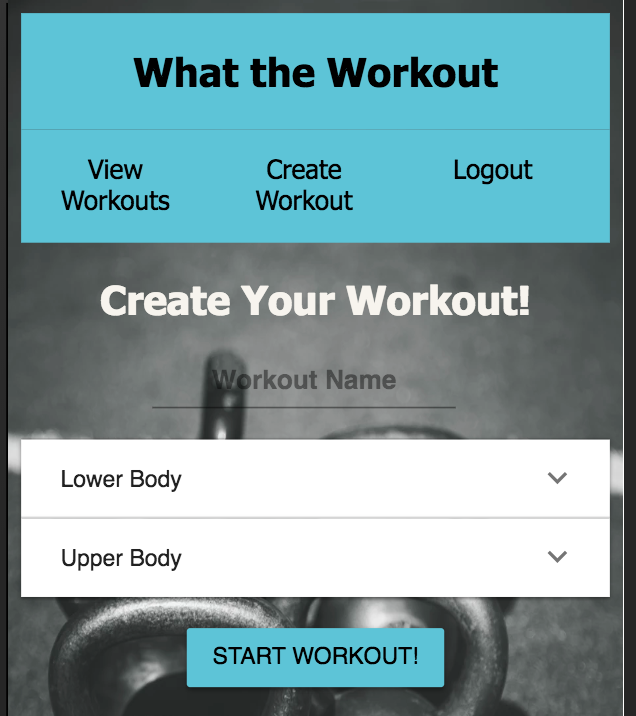 What the Workout
View Create Logout
Workouts Workout
Create Your Workout!
Workout Name
Lower Body
Upper Body
START WORKOUT!